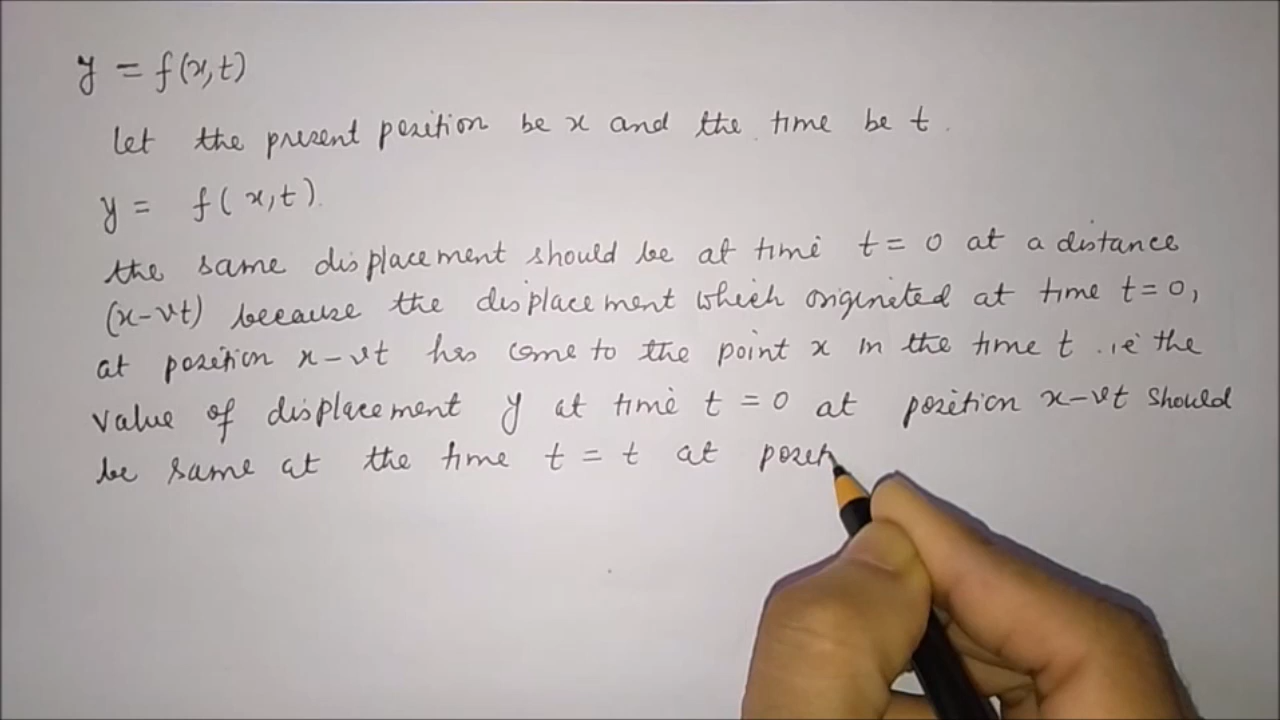 y = f(x,t)
let the present position be x and the time be t.
y = f(x,t).
the same displacement should be at time t = 0 at a distance
(x-vt) because the displacement which originated at time t=0,
at position x-vt has come to the point x in the time t .ie the
value of displacement y at time t = 0 at position x-vt should
be same at the time t = t at posit